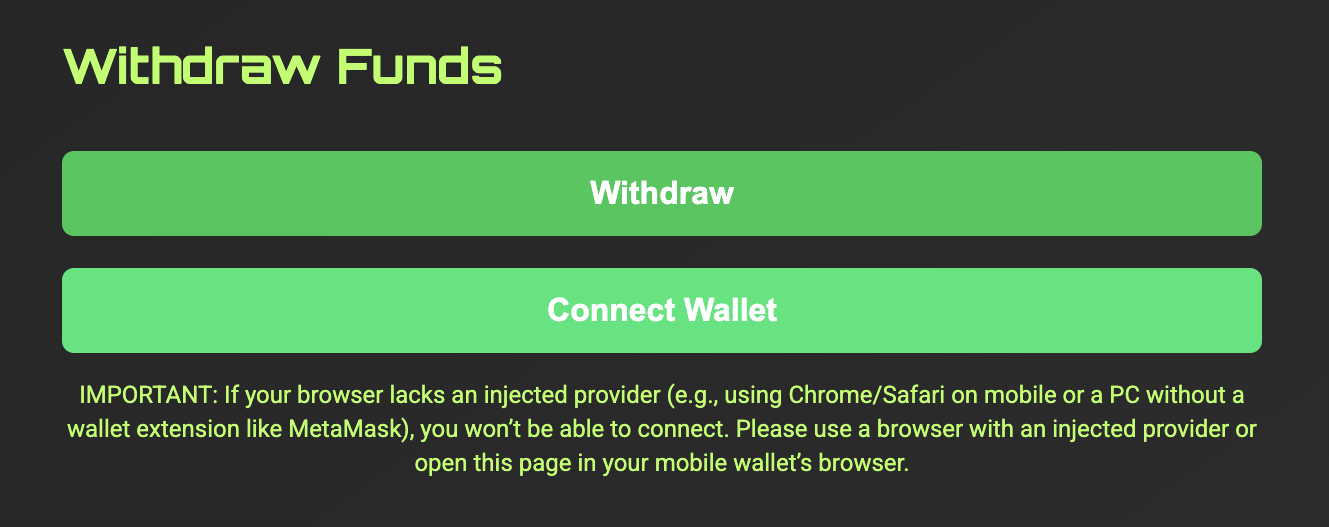 Withdraw Funds
Withdraw
Connect Wallet
IMPORTANT: If your browser lacks an injected provider (e.g., using Chrome/Safari on mobile or a PC without a
wallet extension like MetaMask), you won’t be able to connect. Please use a browser with an injected provider or
open this page in your mobile wallet’s browser.